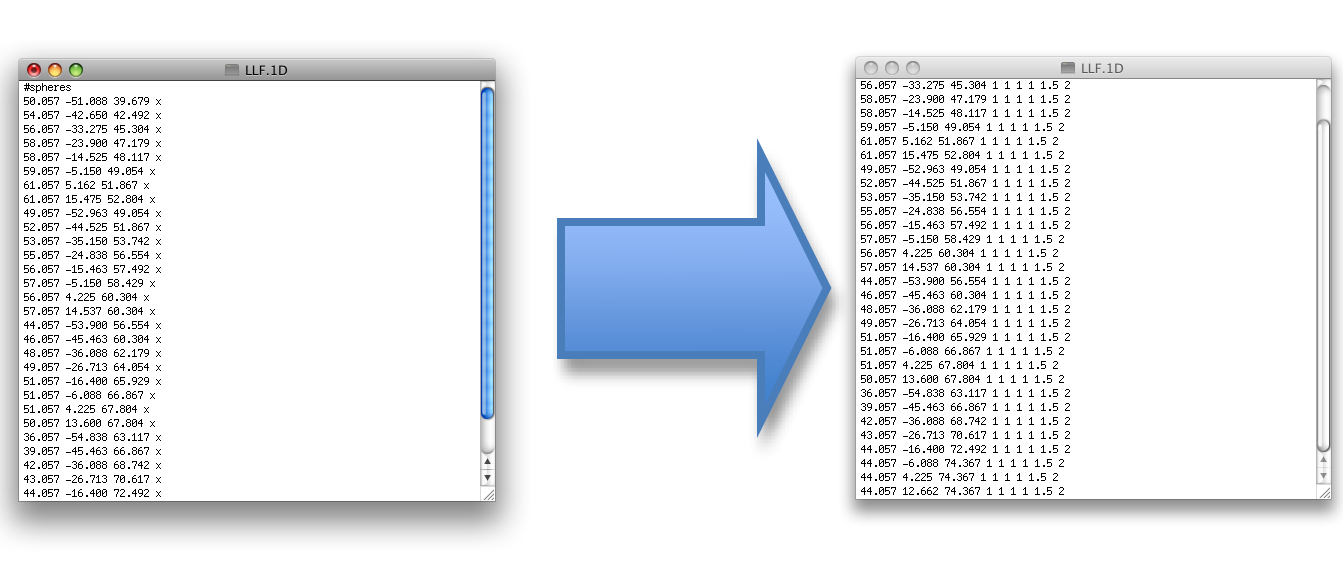 LLF.1D
#spheres
50.057 -51.088 39.679 x
54.057 -42.650 42.492 x
56.057 -33.275 45.304 x
58.057 -23.900 47.179 x
58.057 -14.525 48.117 x
59.057 -5.150 49.054 x
61.057 5.162 51.867 x
61.057 15.475 52.804 x
49.057 -52.963 49.054 x
52.057 -44.525 51.867 x
53.057 -35.150 53.742 x
55.057 -24.838 56.554 x
56.057 -15.463 57.492 x
57.057 -5.150 58.429 x
56.057 4.225 60.304 x
57.057 14.537 60.304 x
44.057 -53.900 56.554 x
46.057 -45.463 60.304 x
48.057 -36.088 62.179 x
49.057 -26.713 64.054 x
51.057 -16.400 65.929 x
51.057 -6.088 66.867 x
51.057 4.225 67.804 x
50.057 13.600 67.804 x
36.057 -54.838 63.117 x
39.057 -45.463 66.867 x
42.057 -36.088 68.742 x
43.057 -26.713 70.617 x
44.057 -16.400 72.492 x
LLF.1D
56.057 -33.275 45.304 1 1 1 1 1.5 2
58.057 -23.900 47.179 1 1 1 1 1.5 2
58.057 -14.525 48.117 1 1 1 1 1.5 2
59.057 -5.150 49.054 1 1 1 1 1.5 2
61.057 5.162 51.867 1 1 1 1 1.5 2
61.057 15.475 52.804 1 1 1 1 1.5 2
49.057 -52.963 49.054 1 1 1 1 1.5 2
52.057 -44.525 51.867 1 1 1 1 1.5 2
53.057 -35.150 53.742 1 1 1 1 1.5 2
55.057 -24.838 56.554 1 1 1 1 1.5 2
56.057 -15.463 57.492 1 1 1 1 1.5 2
57.057 -5.150 58.429 1 1 1 1 1.5 2
56.057 4.225 60.304 1 1 1 1 1.5 2
57.057 14.537 60.304 1 1 1 1 1.5 2
44.057 -53.900 56.554 1 1 1 1 1.5 2
46.057 -45.463 60.304 1 1 1 1 1.5 2
48.057 -36.088 62.179 1 1 1 1 1.5 2
49.057 -26.713 64.054 1 1 1 1 1.5 2
51.057 -16.400 65.929 1 1 1 1 1.5 2
51.057 -6.088 66.867 1 1 1 1 1.5 2
51.057 4.225 67.804 1 1 1 1 1.5 2
50.057 13.600 67.804 1 1 1 1 1.5 2
36.057 -54.838 63.117 1 1 1 1 1.5 2
39.057 -45.463 66.867 1 1 1 1 1.5 2
42.057 -36.088 68.742 1 1 1 1 1.5 2
43.057 -26.713 70.617 1 1 1 1 1.5 2
44.057 -16.400 72.492 1 1 1 1 1.5 2
44.057 -6.088 74.367 1 1 1 1 1.5 2
44.057 4.225 74.367 1 1 1 1 1.5 2
44.057 12.662 74.367 1 1 1 1 1.5 2